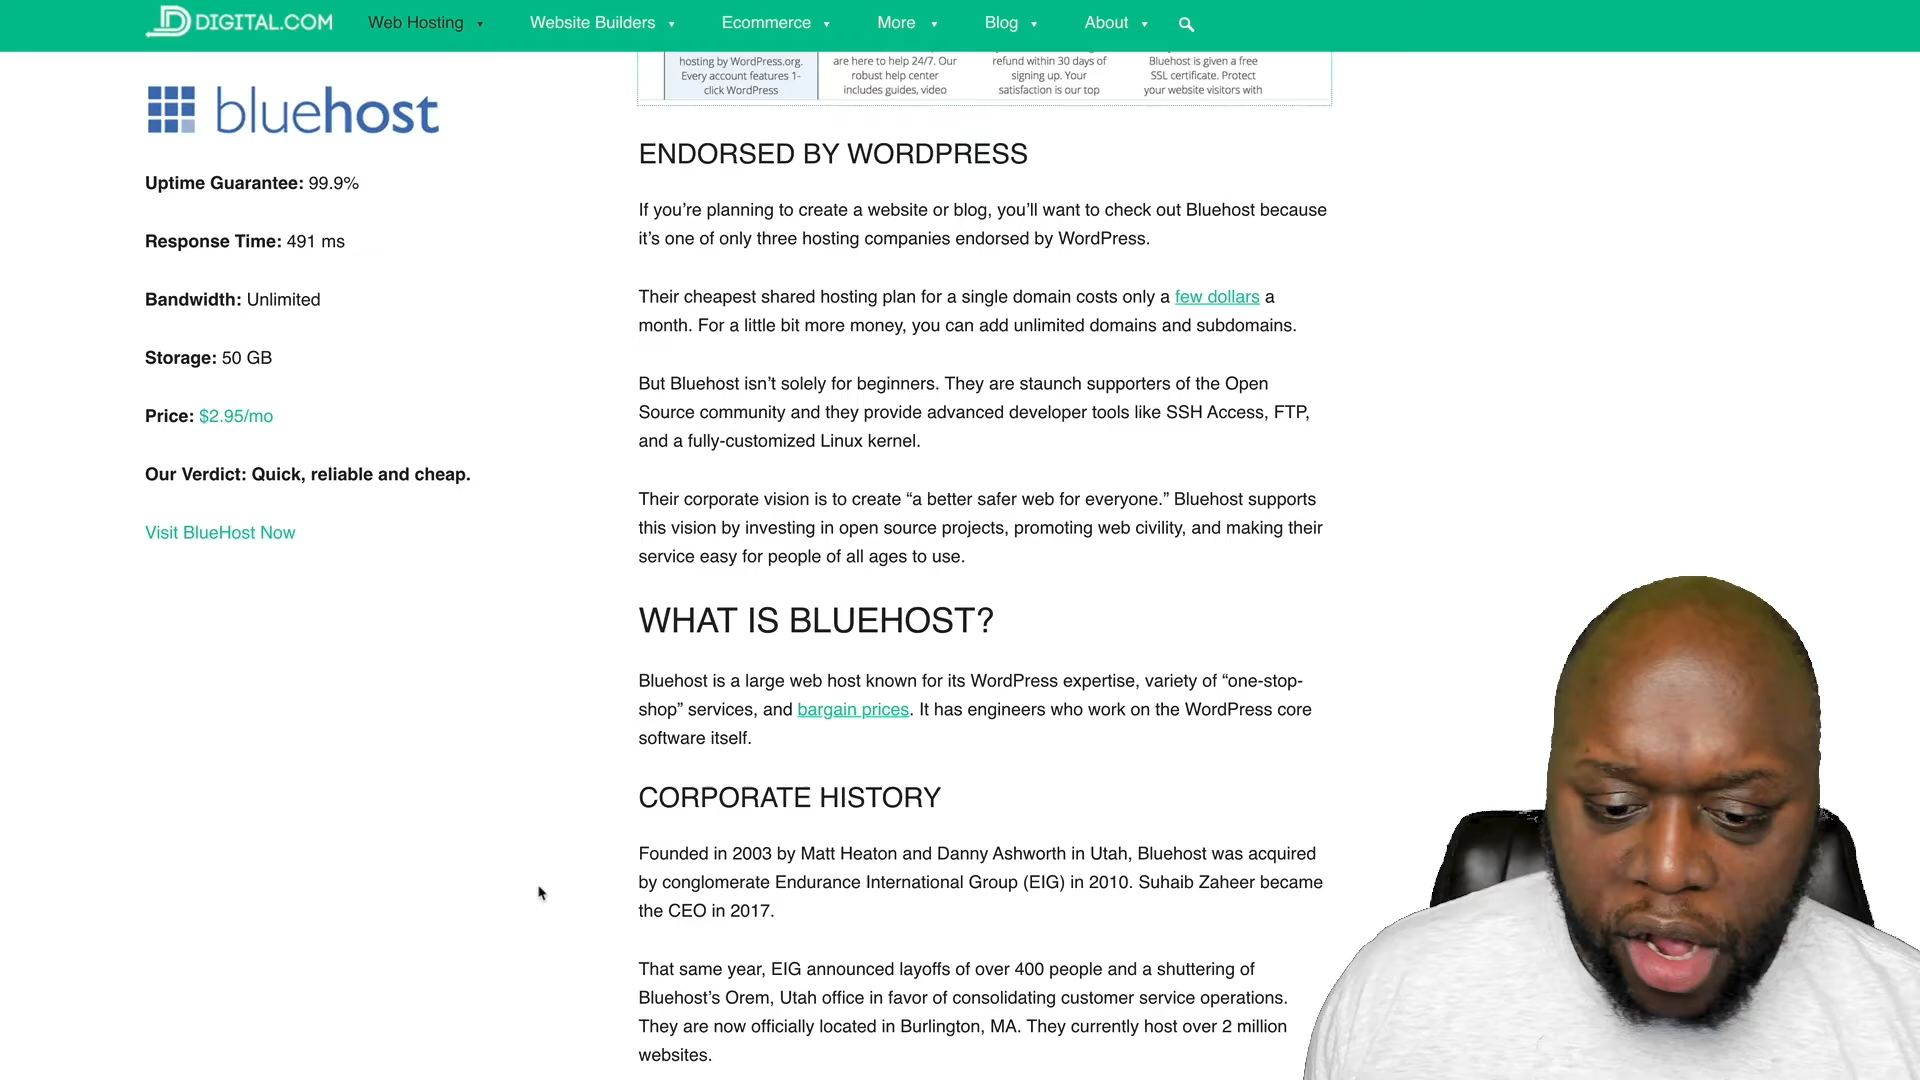 DIGITAL.COM Web Hosting Website Builders Ecommerce More Blog About
hosting by WordPress.org.
Every account features 1-
click WordPress
are here to help 24/7. Our
robust help center
includes guides, video
refund within 30 days of
signing up. Your
satisfaction is our top
Bluehost is given a free
SSL certificate. Protect
your website visitors with
bluehost
Uptime Guarantee: 99.9%
Response Time: 491 ms
Bandwidth: Unlimited
Storage: 50 GB
Price: $2.95/mo
Our Verdict: Quick, reliable and cheap.
Visit BlueHost Now
ENDORSED BY WORDPRESS
If you’re planning to create a website or blog, you’ll want to check out Bluehost because
it’s one of only three hosting companies endorsed by WordPress.
Their cheapest shared hosting plan for a single domain costs only a few dollars a
month. For a little bit more money, you can add unlimited domains and subdomains.
But Bluehost isn’t solely for beginners. They are staunch supporters of the Open
Source community and they provide advanced developer tools like SSH Access, FTP,
and a fully-customized Linux kernel.
Their corporate vision is to create “a better safer web for everyone.” Bluehost supports
this vision by investing in open source projects, promoting web civility, and making their
service easy for people of all ages to use.
WHAT IS BLUEHOST?
Bluehost is a large web host known for its WordPress expertise, variety of “one-stop-
shop” services, and bargain prices. It has engineers who work on the WordPress core
software itself.
CORPORATE HISTORY
Founded in 2003 by Matt Heaton and Danny Ashworth in Utah, Bluehost was acquired
by conglomerate Endurance International Group (EIG) in 2010. Suhaib Zaheer became
the CEO in 2017.
That same year, EIG announced layoffs of over 400 people and a shuttering of
Bluehost’s Orem, Utah office in favor of consolidating customer service operations.
They are now officially located in Burlington, MA. They currently host over 2 million
websites.